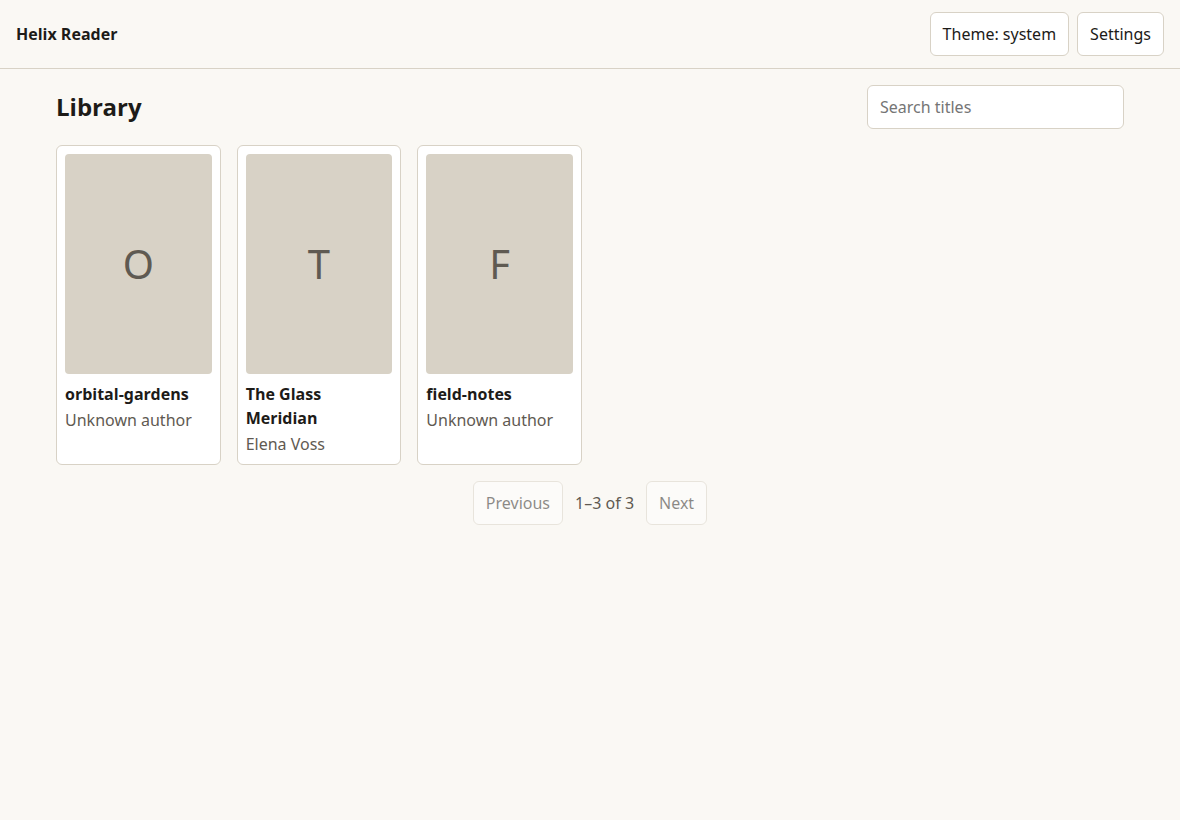 Helix Reader
Theme: system
Settings
Library
Search titles
O
orbital-gardens
Unknown author
T
The Glass
Meridian
Elena Voss
F
field-notes
Unknown author
Previous
1–3 of 3
Next